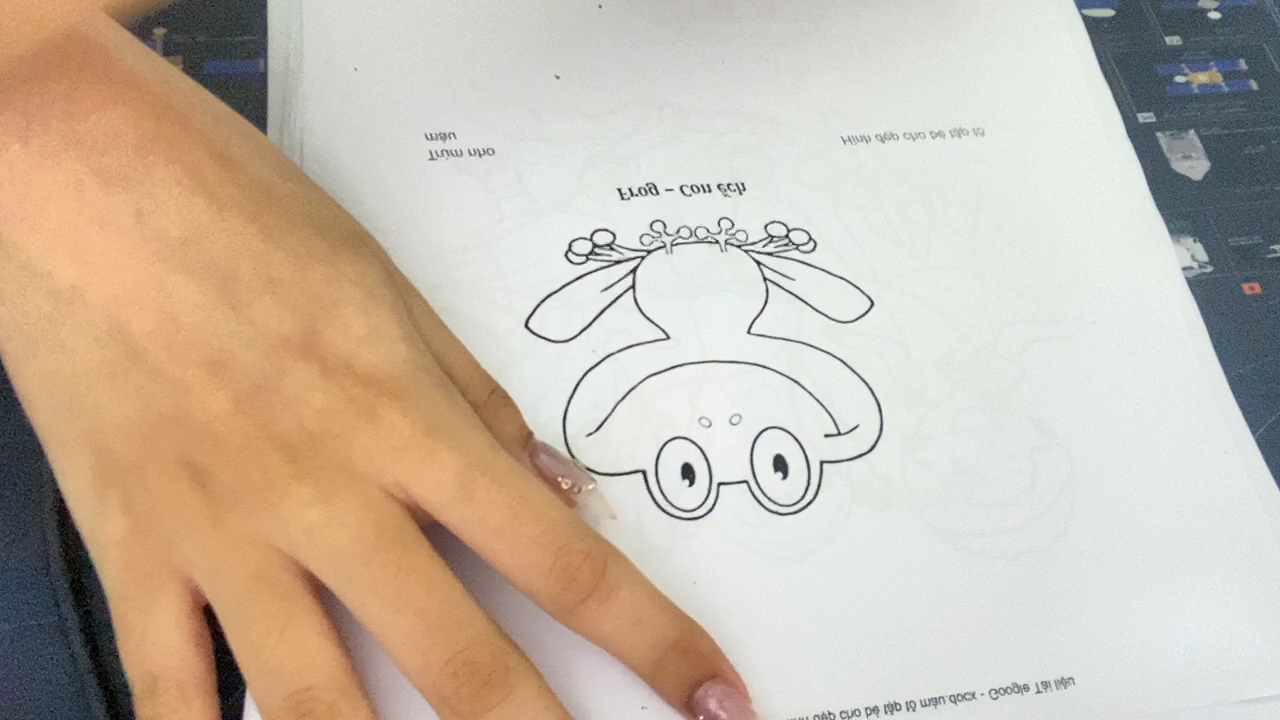 đẹp cho bé tập tô màu.docx - Google Tài liệu
Frog – Con ếch
Trùm nho
màu
Hình đẹp cho bé tập tô